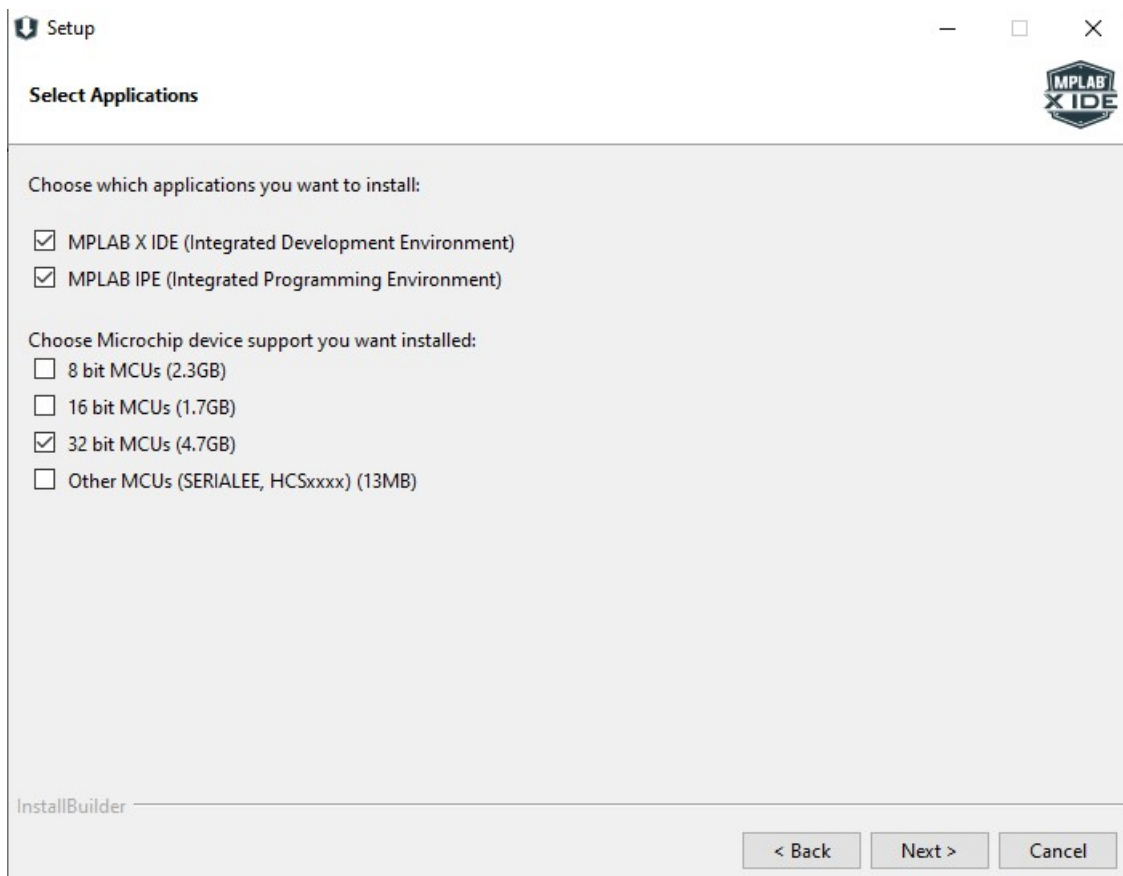 Setup
Select Applications
MPLAB
X IDE
Choose which applications you want to install:
MPLAB X IDE (Integrated Development Environment)
MPLAB IPE (Integrated Programming Environment)
Choose Microchip device support you want installed:
8 bit MCUs (2.3GB)
16 bit MCUs (1.7GB)
32 bit MCUs (4.7GB)
Other MCUs (SERIALEE, HCSxxxx) (13MB)
InstallBuilder
< Back
Next >
Cancel